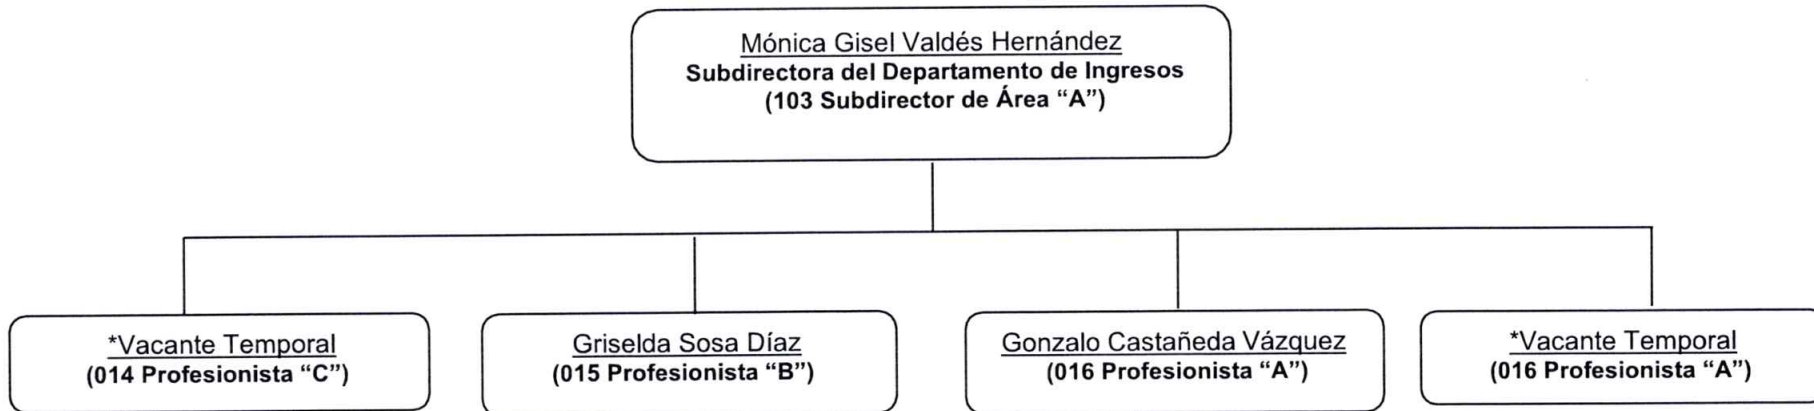 Mónica Gisel Valdés Hernández
Subdirectora del Departamento de Ingresos
(103 Subdirector de Área “A”)
*Vacante Temporal
(014 Profesionista “C”)
Griselda Sosa Díaz
(015 Profesionista “B”)
Gonzalo Castañeda Vázquez
(016 Profesionista “A”)
*Vacante Temporal
(016 Profesionista “A”)